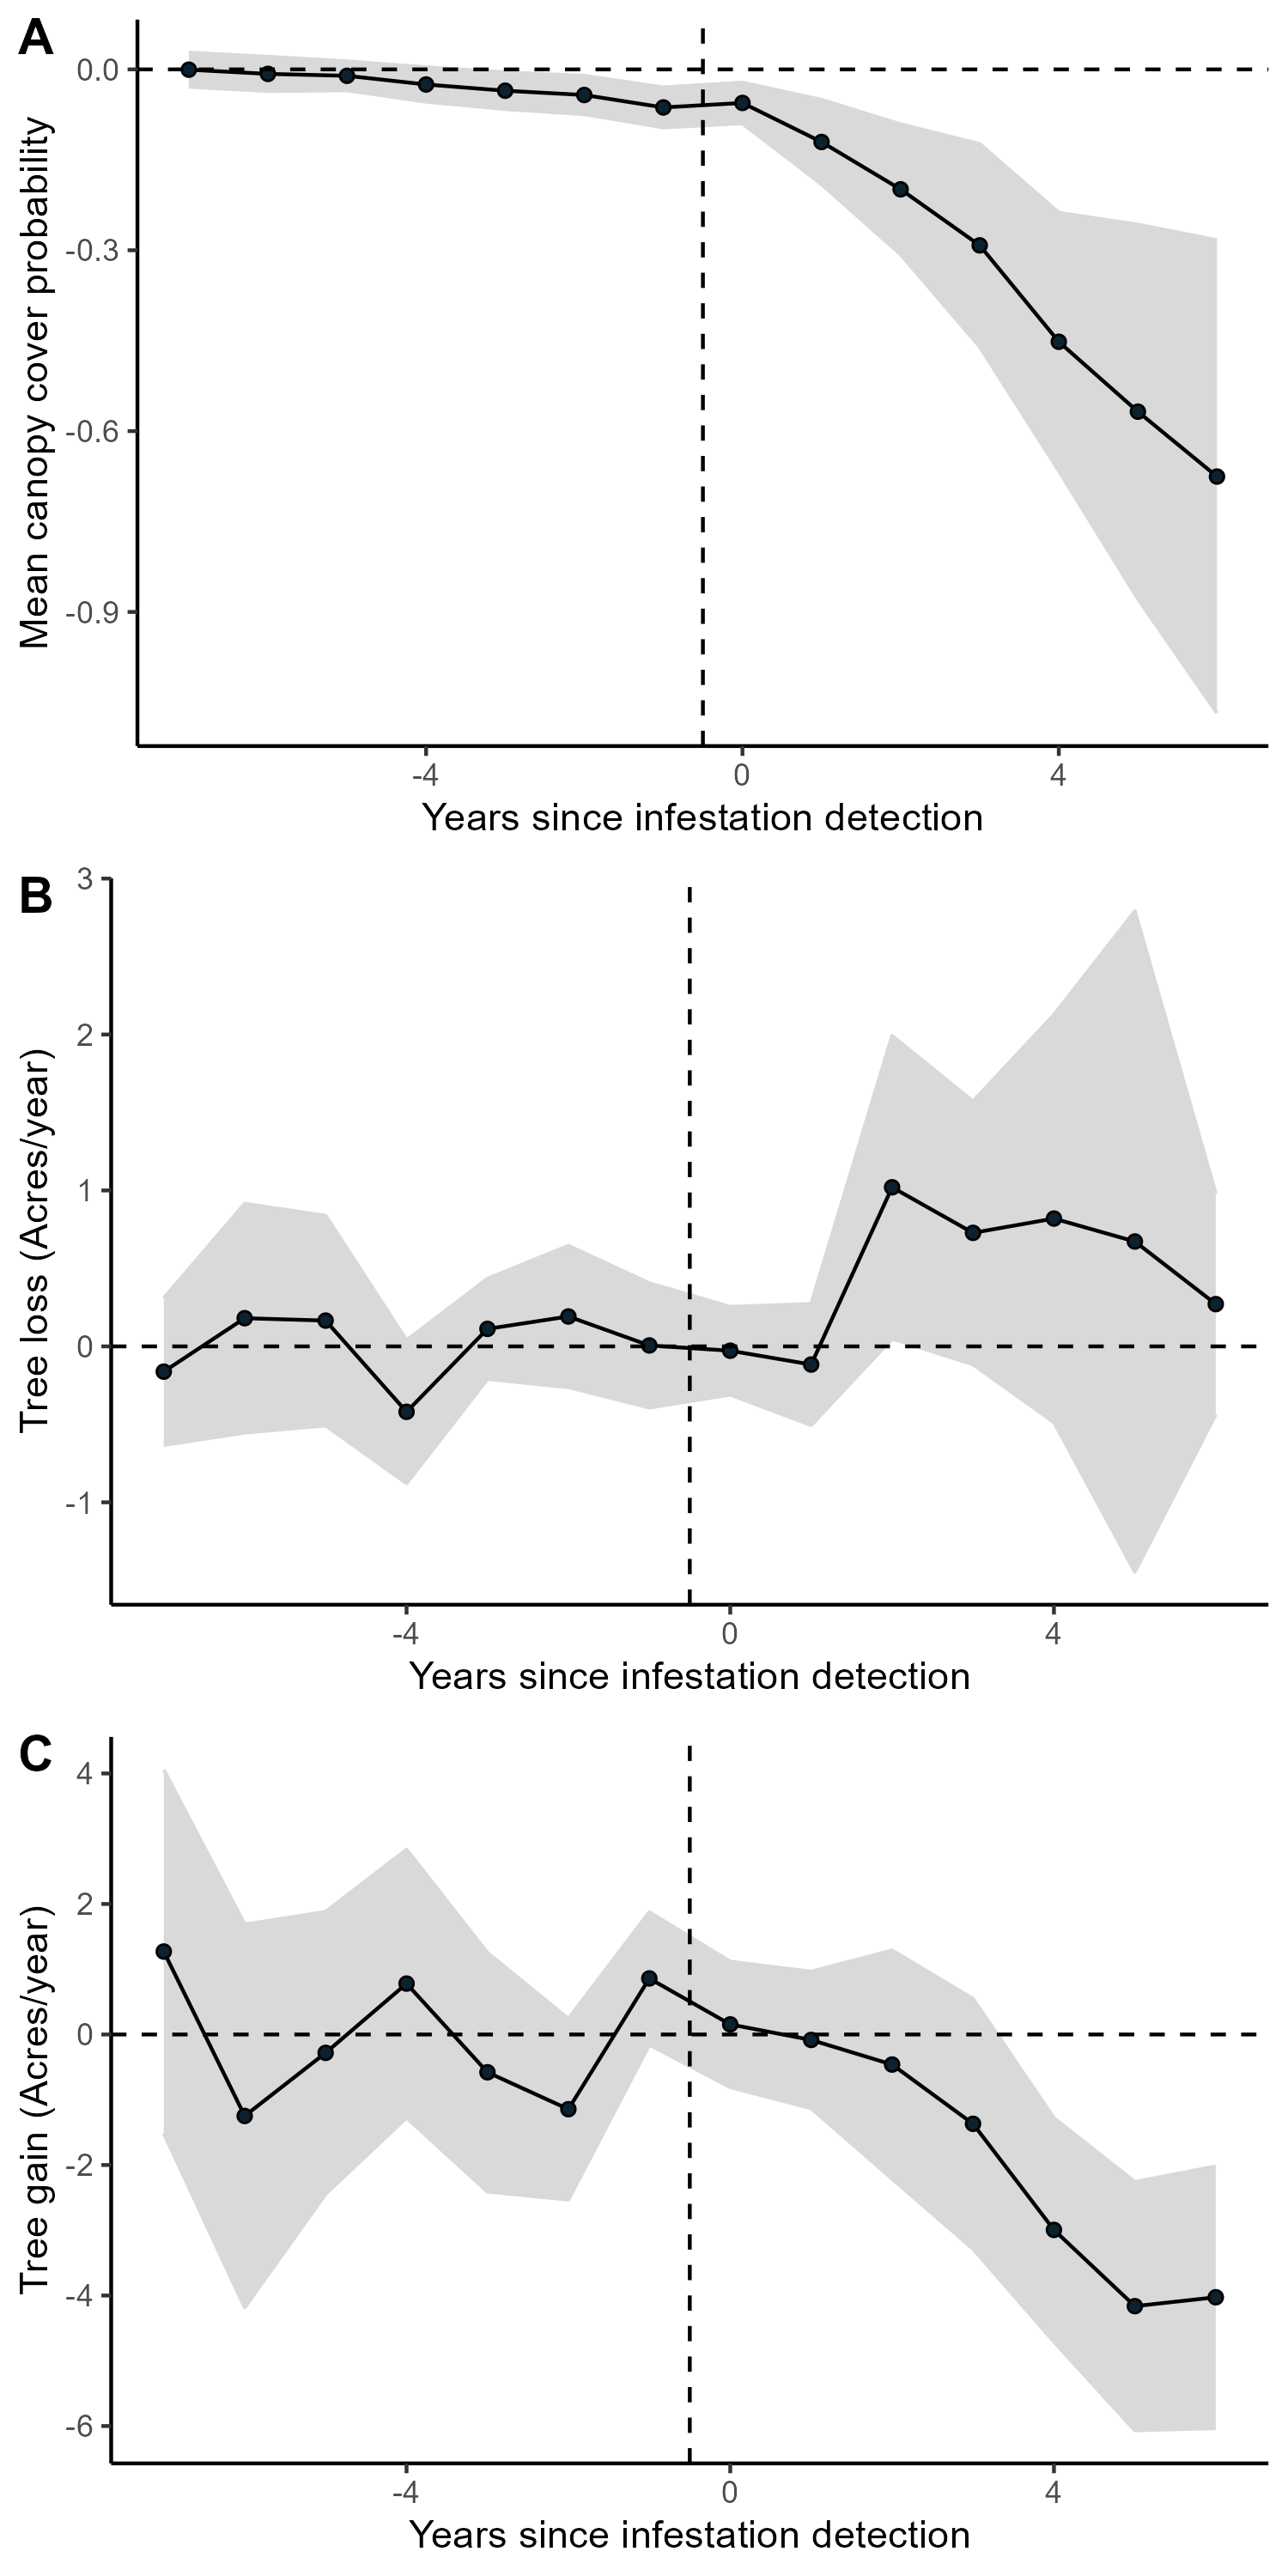 A
Mean canopy cover probability
0.0
-0.3
-0.6
-0.9
-4 0 4
Years since infestation detection
B
Tree loss (Acres/year)
3
2
1
0
-1
-4 0 4
Years since infestation detection
C
Tree gain (Acres/year)
4
2
0
-2
-4
-6
-4 0 4
Years since infestation detection